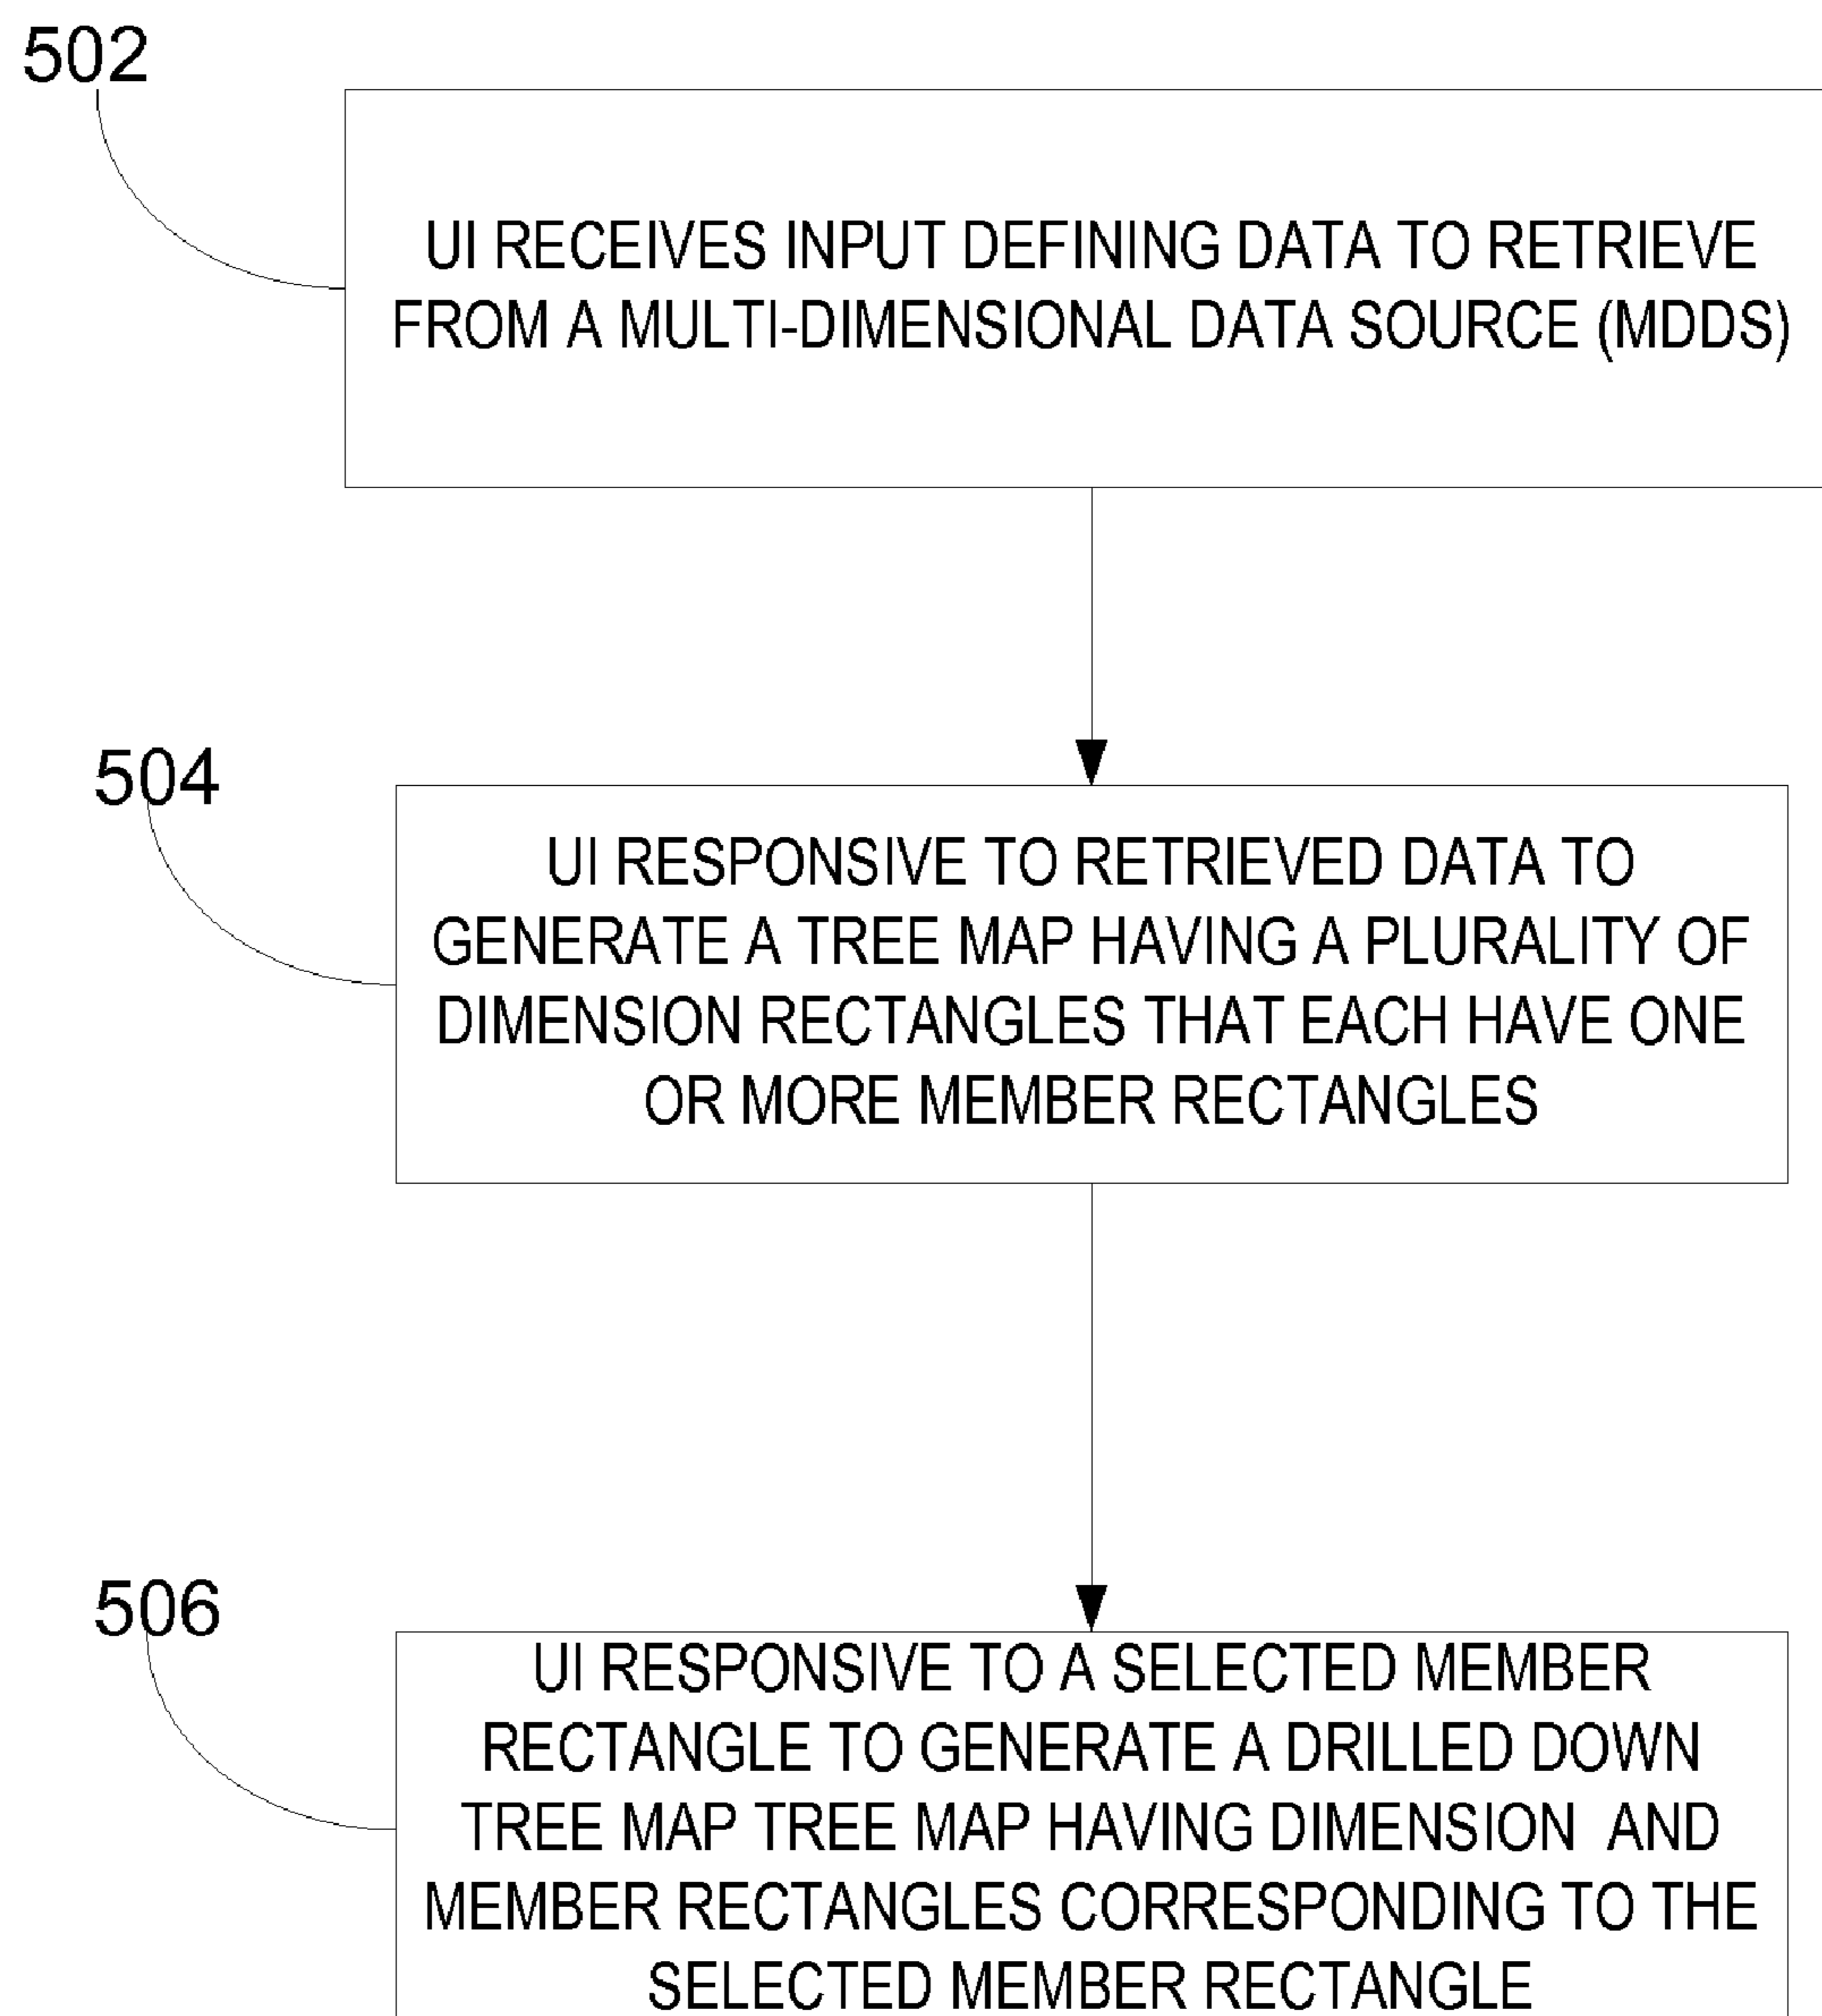 502
UI RECEIVES INPUT DEFINING DATA TO RETRIEVE
FROM A MULTI-DIMENSIONAL DATA SOURCE (MDDS)
504
UI RESPONSIVE TO RETRIEVED DATA TO
GENERATE A TREE MAP HAVING A PLURALITY OF
DIMENSION RECTANGLES THAT EACH HAVE ONE
OR MORE MEMBER RECTANGLES
506
UI RESPONSIVE TO A SELECTED MEMBER
RECTANGLE TO GENERATE A DRILLED DOWN
TREE MAP TREE MAP HAVING DIMENSION AND
MEMBER RECTANGLES CORRESPONDING TO THE
SELECTED MEMBER RECTANGLE